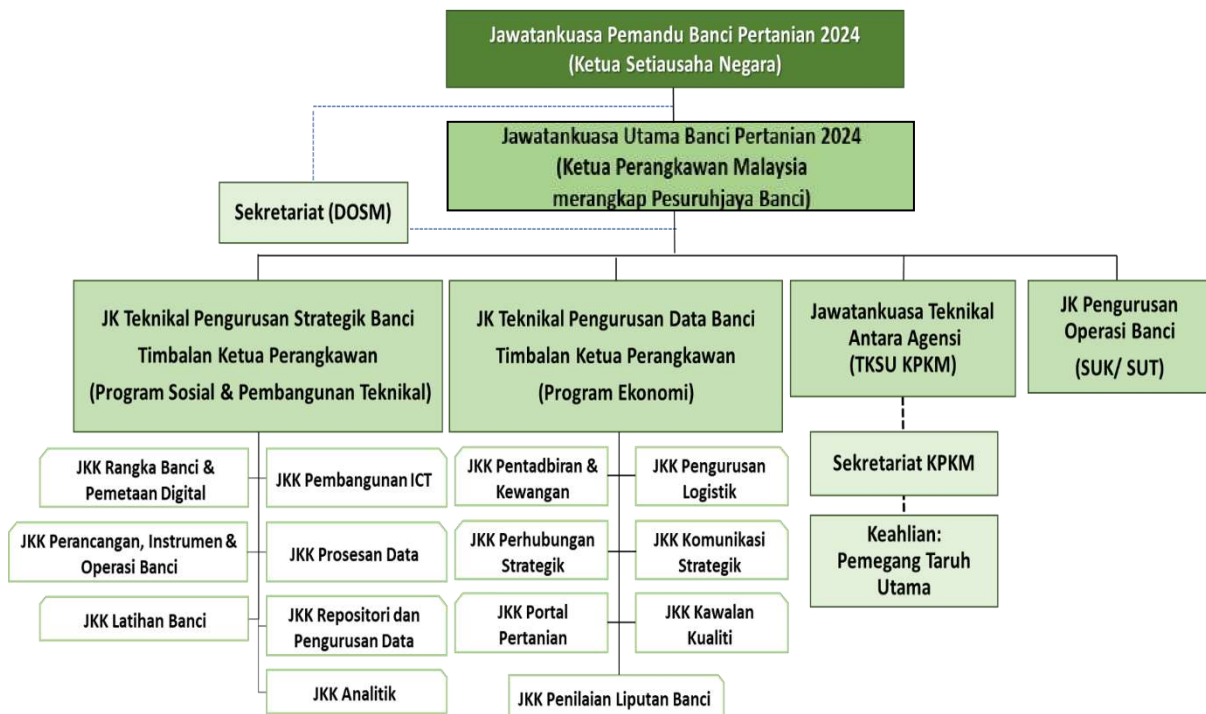 Jawatankuasa Pemandu Banci Pertanian 2024
(Ketua Setiausaha Negara)
Jawatankuasa Utama Banci Pertanian 2024
(Ketua Perangkawan Malaysia
merangkap Pesuruhjaya Banci)
Sekretariat (DOSM)
JK Teknikal Pengurusan Strategik Banci
Timbalan Ketua Perangkawan
(Program Sosial & Pembangunan Teknikal)
JK Teknikal Pengurusan Data Banci
Timbalan Ketua Perangkawan
(Program Ekonomi)
Jawatankuasa Teknikal
Antara Agensi
(TKSU KPKM)
JK Pengurusan
Operasi Banci
(SUK/ SUT)
JKK Rangka Banci &
Pemetaan Digital
JKK Pembangunan ICT
JKK Perancangan, Instrumen &
Operasi Banci
JKK Prosesan Data
JKK Latihan Banci
JKK Repositori dan
Pengurusan Data
JKK Analitik
JKK Pentadbiran &
Kewangan
JKK Pengurusan
Logistik
JKK Perhubungan
Strategik
JKK Komunikasi
Strategik
JKK Portal
Pertanian
JKK Kawalan
Kualiti
JKK Penilaian Liputan Banci
Sekretariat KPKM
Keahlian:
Pemegang Taruh
Utama